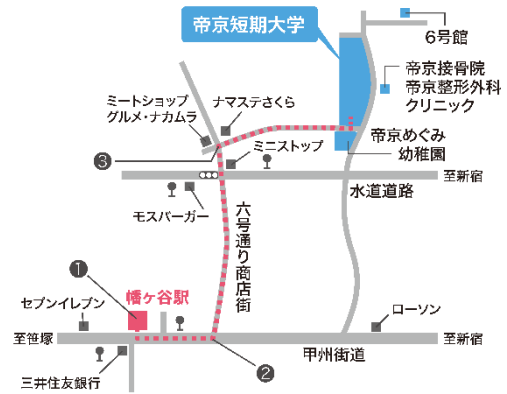 帝京短期大学
6号館
帝京接骨院
帝京整形外科
クリニック
ナマステさくら
ミートショップ
グルメ・ナカムラ
帝京めぐみ
幼稚園
ミニストップ
3
至新宿
水道道路
モスバーガー
六号通り商店街
1
幡ヶ谷駅
セブンイレブン
ローソン
至笹塚
至新宿
甲州街道
2
三井住友銀行